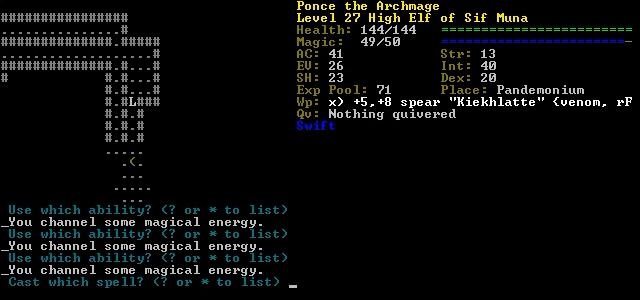 Ponce the Archmage
Level 27 High Elf of Sif Muna
Health: 144/144
Magic: 49/50
AC: 41 Str: 13
EV: 26 Int: 40
SH: 23 Dex: 20
Exp Pool: 71 Place: Pandemonium
Wp: x) +5,+8 spear "Kiekhlatte" {venom, rF
Qv: Nothing quivered
Swift
Use which ability? (? or * to list)
_You channel some magical energy.
Use which ability? (? or * to list)
_You channel some magical energy.
Use which ability? (? or * to list)
_You channel some magical energy.
Cast which spell? (? or * to list) _